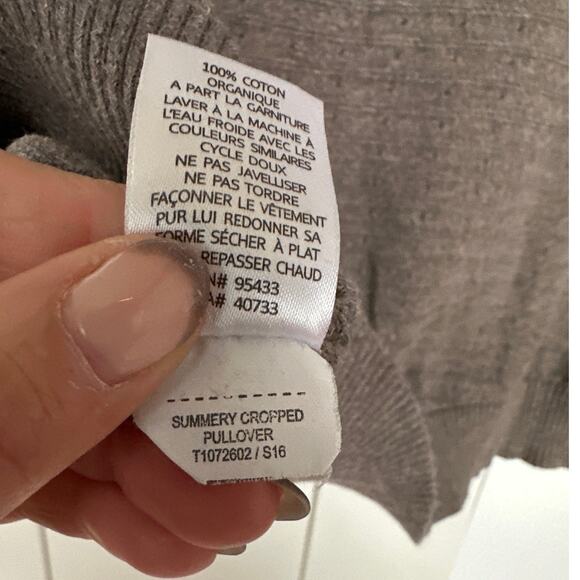 100% COTON
ORGANIQUE
A PART LA GARNITURE
LAVER À LA MACHINE À
L'EAU FROIDE AVEC LES
COULEURS SIMILAIRES
CYCLE DOUX
NE PAS JAVELLISER
NE PAS TORDRE
FAÇONNER LE VÊTEMENT
PUR LUI REDONNER SA
FORME SÉCHER À PLAT
REPASSER CHAUD
N# 95433
A# 40733
SUMMERY CROPPED
PULLOVER
T1072602 / S16